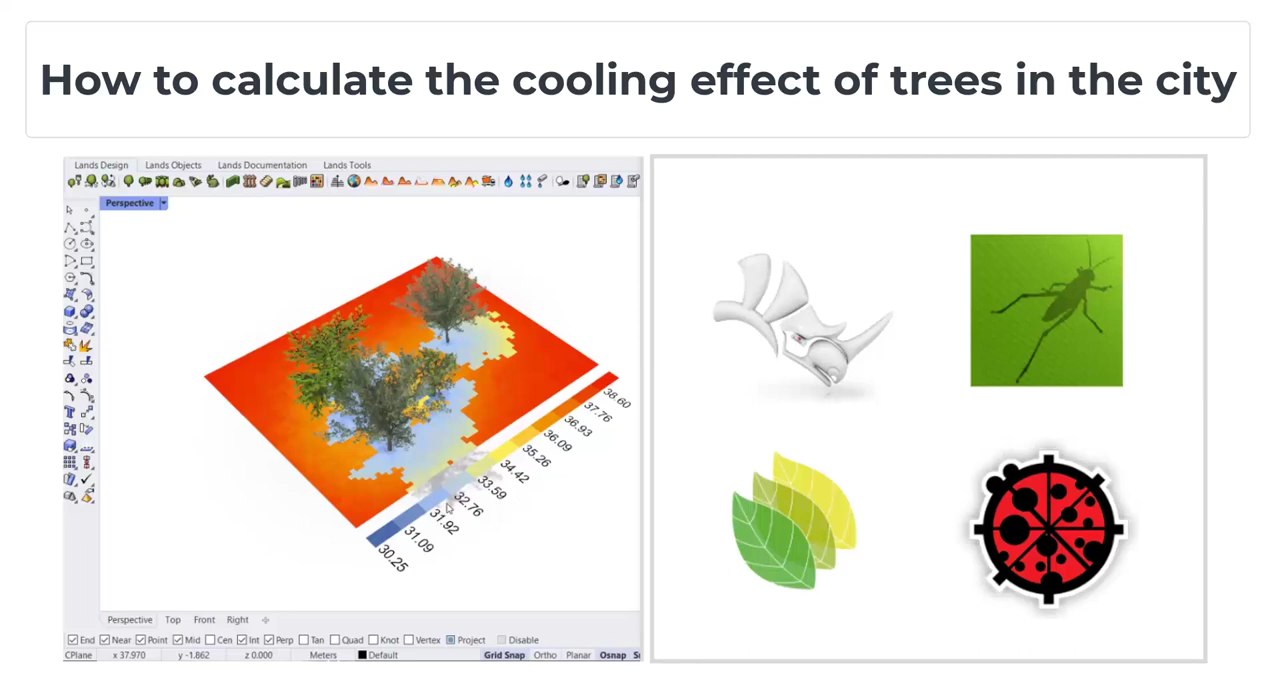 How to calculate the cooling effect of trees in the city
Lands Design Lands Objects Lands Documentation Lands Tools
Perspective
38.60
37.76
36.93
36.09
35.26
34.42
33.59
32.76
31.92
31.09
30.25
Perspective Top Front Right
End Near Point Mid Cen Int Perp Tan Quad Knot Vertex Project Disable
CPlane x 37.970 y -1.862 z 0.000 Meters Default Grid Snap Ortho Planar Osnap